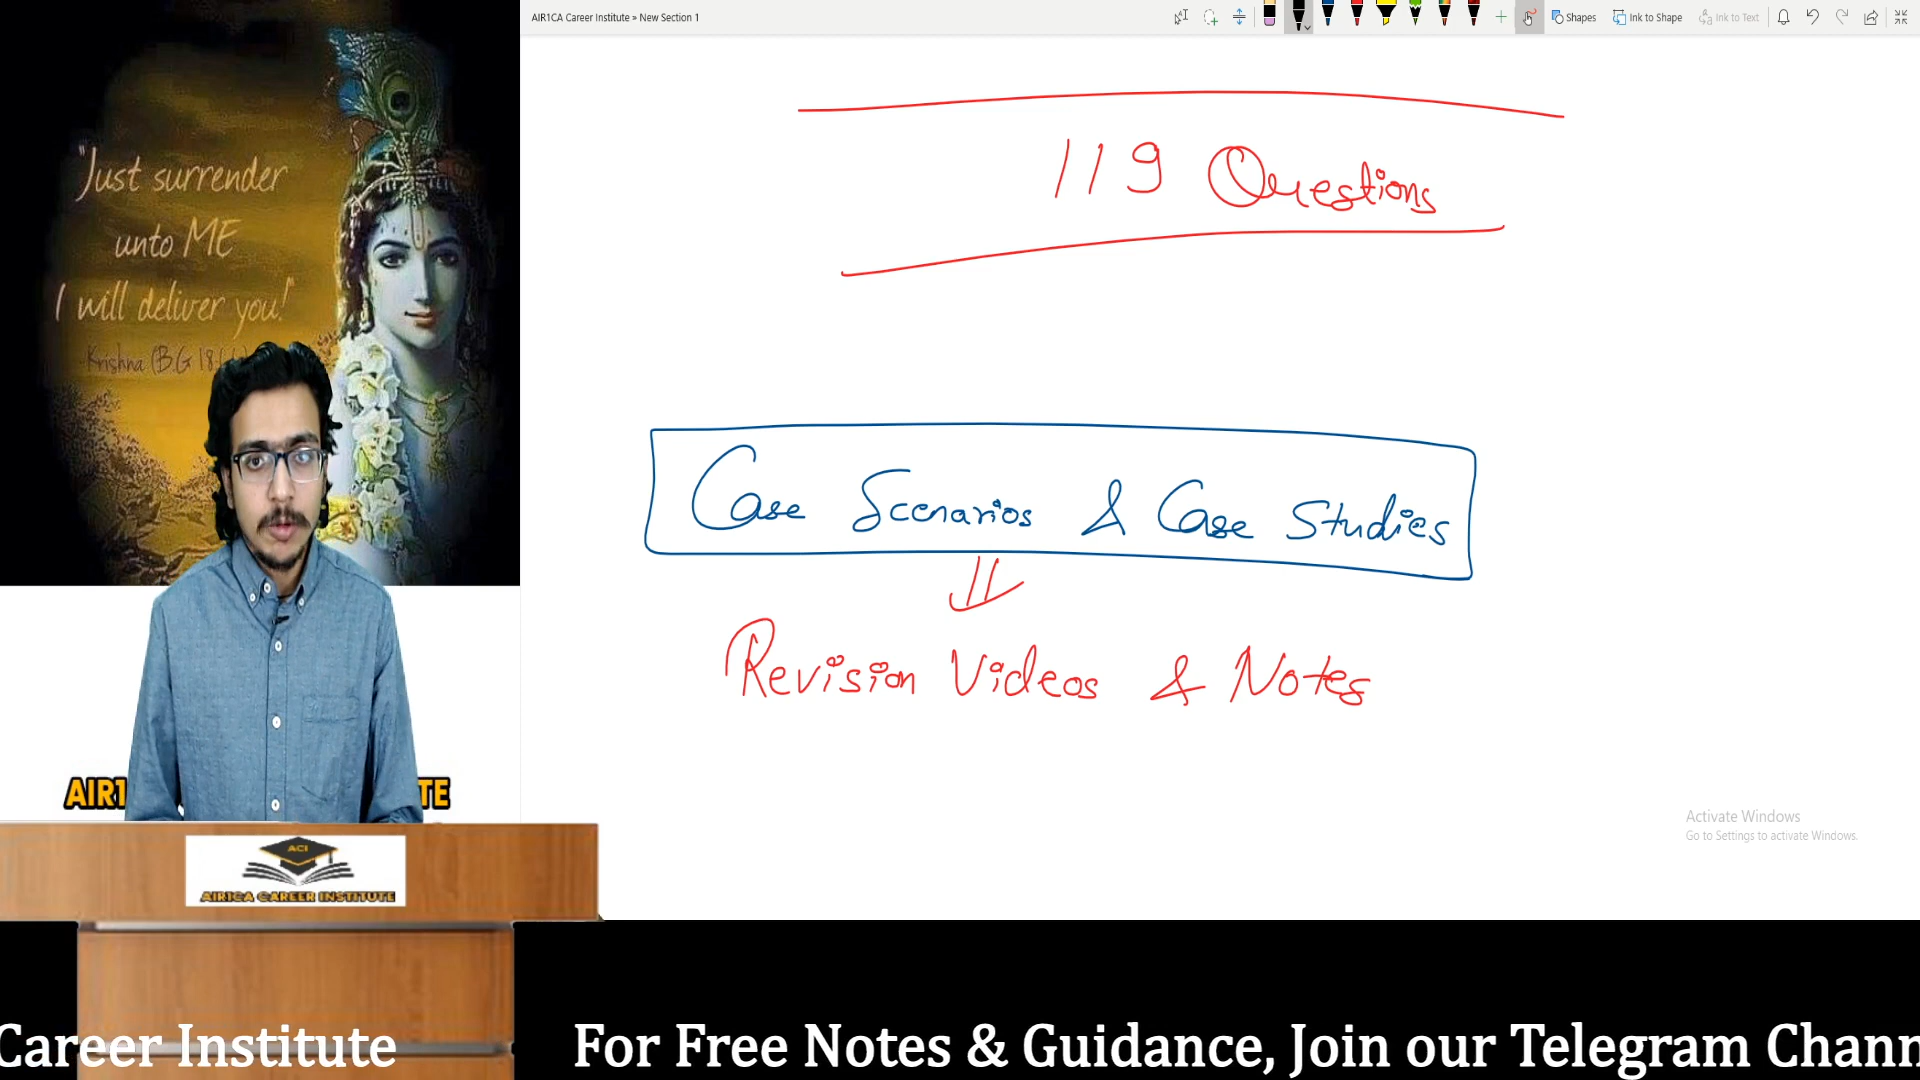 AIR1CA Career Institute » New Section 1
Shapes
Ink to Shape
Ink to Text
"Just surrender
unto ME
I will deliver you!"
Krishna (B.G 18.
119 Questions
Case Scenarios & Case Studies
Revision Videos & Notes
AIR1
TE
ACI
AIR1CA CAREER INSTITUTE
Activate Windows
Go to Settings to activate Windows.
Career Institute
For Free Notes & Guidance, Join our Telegram Chann